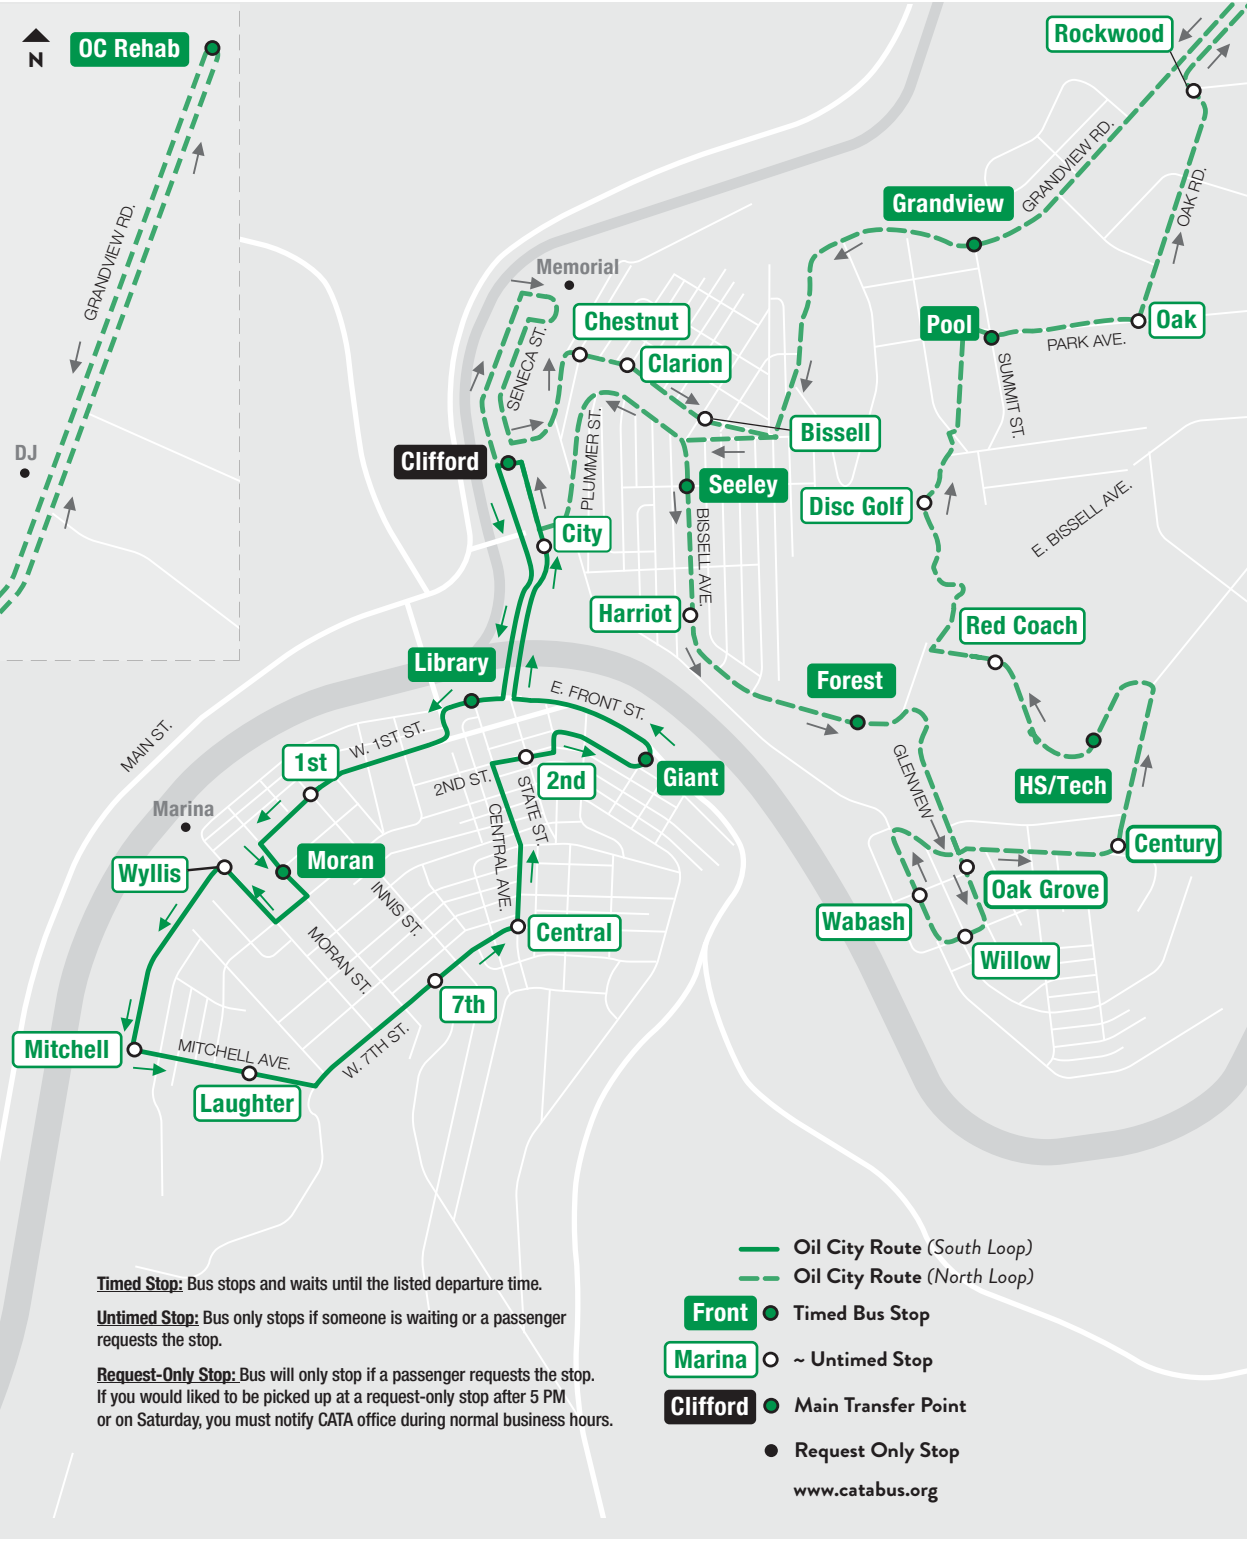 N
OC Rehab
Rockwood
GRANDVIEW RD.
GRANDVIEW RD.
OAK RD.
Grandview
Memorial
Chestnut
Pool
Oak
PARK AVE.
SENECA ST.
Clarion
SUMMIT ST.
PLUMMER ST.
Bissell
DJ
Clifford
Seeley
Disc Golf
E. BISSELL AVE.
City
BISSELL AVE.
Harriot
Red Coach
Library
Forest
E. FRONT ST.
MAIN ST.
W. 1ST ST.
1st
2ND ST.
2nd
STATE ST.
Giant
GLENVIEW
HS/Tech
Marina
CENTRAL AVE.
Century
Wyllis
Moran
INNIS ST.
Oak Grove
Wabash
MORAN ST.
Central
Willow
7th
Mitchell
MITCHELL AVE.
W. 7TH ST.
Laughter
Oil City Route (South Loop)
Oil City Route (North Loop)
Timed Stop: Bus stops and waits until the listed departure time.
Untimed Stop: Bus only stops if someone is waiting or a passenger
requests the stop.
Request-Only Stop: Bus will only stop if a passenger requests the stop.
If you would liked to be picked up at a request-only stop after 5 PM
or on Saturday, you must notify CATA office during normal business hours.
Front Timed Bus Stop
Marina ~ Untimed Stop
Clifford Main Transfer Point
Request Only Stop
www.catabus.org